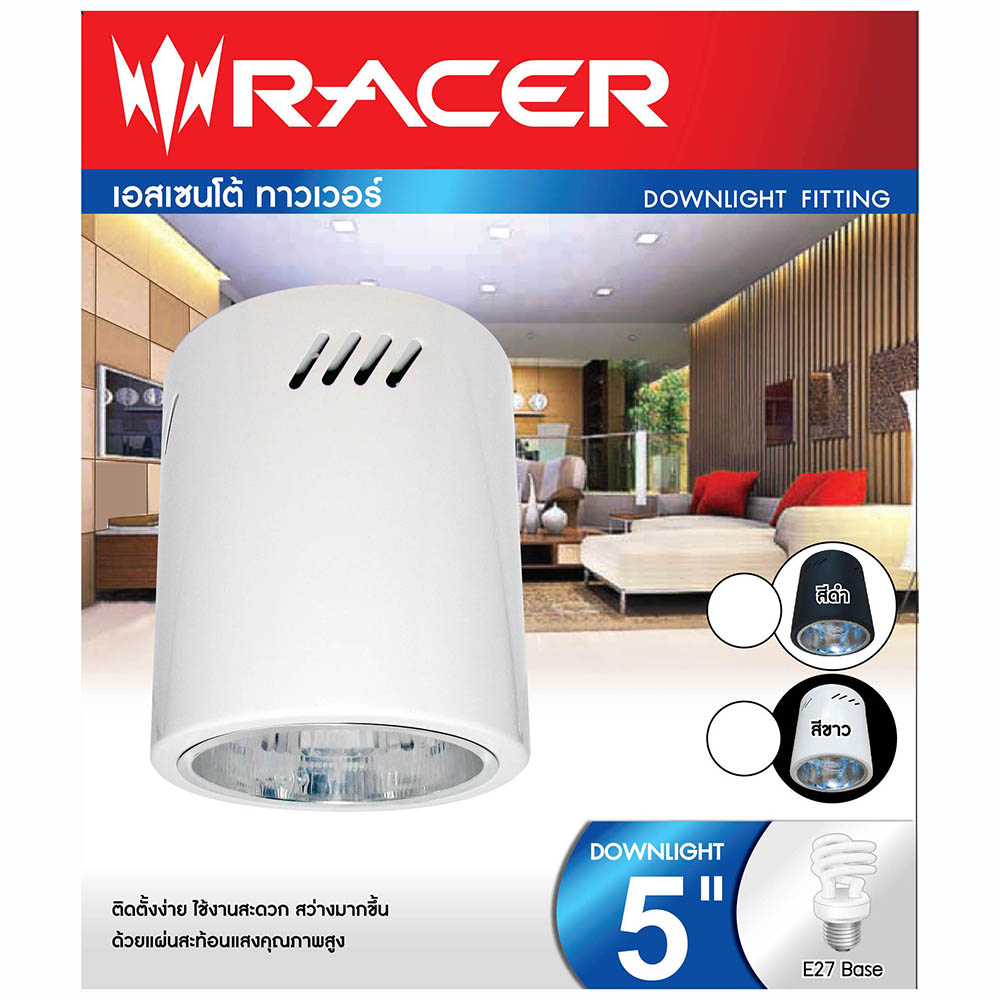 RACER
เอสเซนโต้ ทาวเวอร์
DOWNLIGHT FITTING
สีดำ
สีขาว
DOWNLIGHT
5"
ติดตั้งง่าย ใช้งานสะดวก สว่างมากขึ้น
ด้วยแผ่นสะท้อนแสงคุณภาพสูง
E27 Base